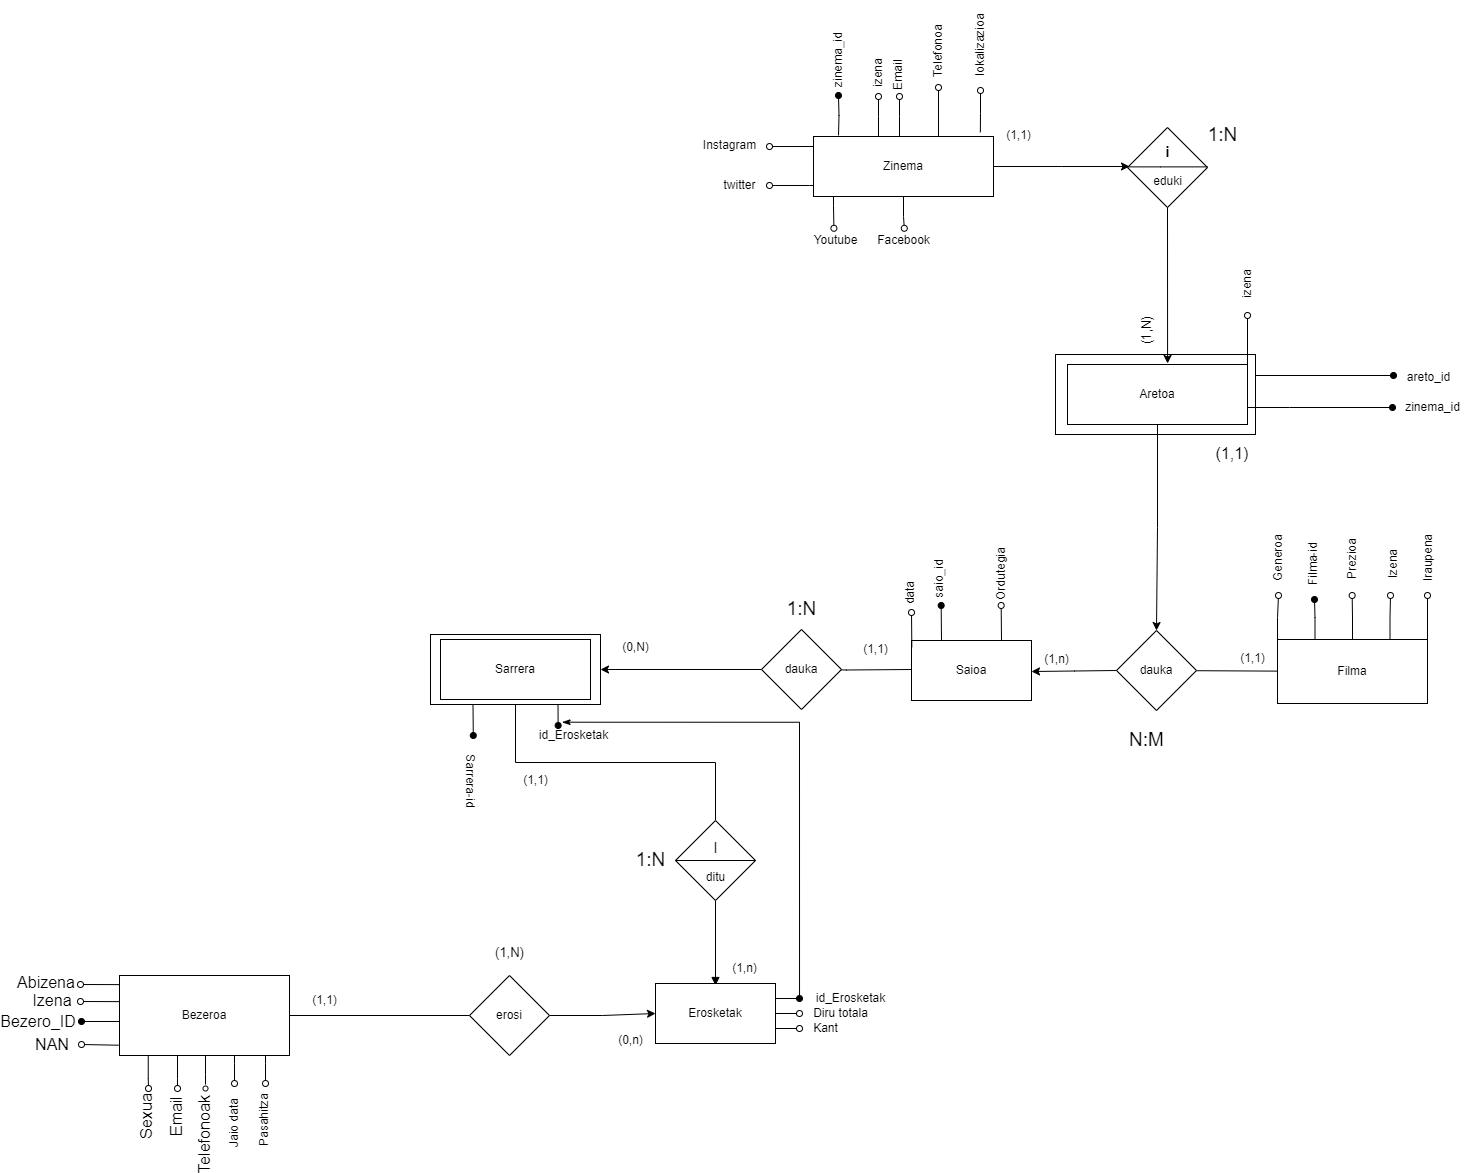 zinema_id
izena
Email
Telefonoa
lokalizazioa
Instagram
twitter
Zinema
(1,1)
Youtube
Facebook
i
eduki
1:N
(1,N)
izena
Aretoa
areto_id
zinema_id
(1,1)
Generoa
Filma-id
Prezioa
Izena
Iraupena
Filma
(1,1)
dauka
N:M
(1,n)
data
saio_id
Ordutegia
Saioa
(1,1)
1:N
dauka
(0,N)
Sarrera
Sarrera-id
id_Erosketak
(1,1)
1:N
I
ditu
(1,n)
Erosketak
id_Erosketak
Diru totala
Kant
(1,N)
erosi
(0,n)
(1,1)
Bezeroa
Abizena
Izena
Bezero_ID
NAN
Sexua
Email
Telefonoak
Jaio data
Pasahitza